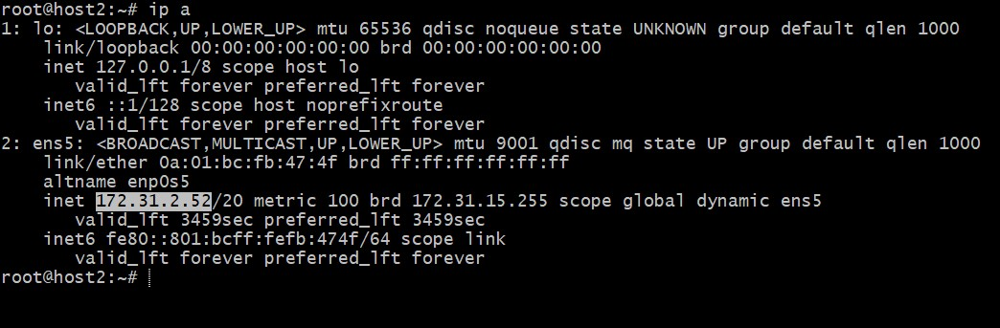 root@host2:~# ip a
1: lo: <LOOPBACK,UP,LOWER_UP> mtu 65536 qdisc noqueue state UNKNOWN group default qlen 1000
    link/loopback 00:00:00:00:00:00 brd 00:00:00:00:00:00
    inet 127.0.0.1/8 scope host lo
       valid_lft forever preferred_lft forever
    inet6 ::1/128 scope host noprefixroute
       valid_lft forever preferred_lft forever
2: ens5: <BROADCAST,MULTICAST,UP,LOWER_UP> mtu 9001 qdisc mq state UP group default qlen 1000
    link/ether 0a:01:bc:fb:47:4f brd ff:ff:ff:ff:ff:ff
    altname enp0s5
    inet 172.31.2.52/20 metric 100 brd 172.31.15.255 scope global dynamic ens5
       valid_lft 3459sec preferred_lft 3459sec
    inet6 fe80::801:bcff:fefb:474f/64 scope link
       valid_lft forever preferred_lft forever
root@host2:~#